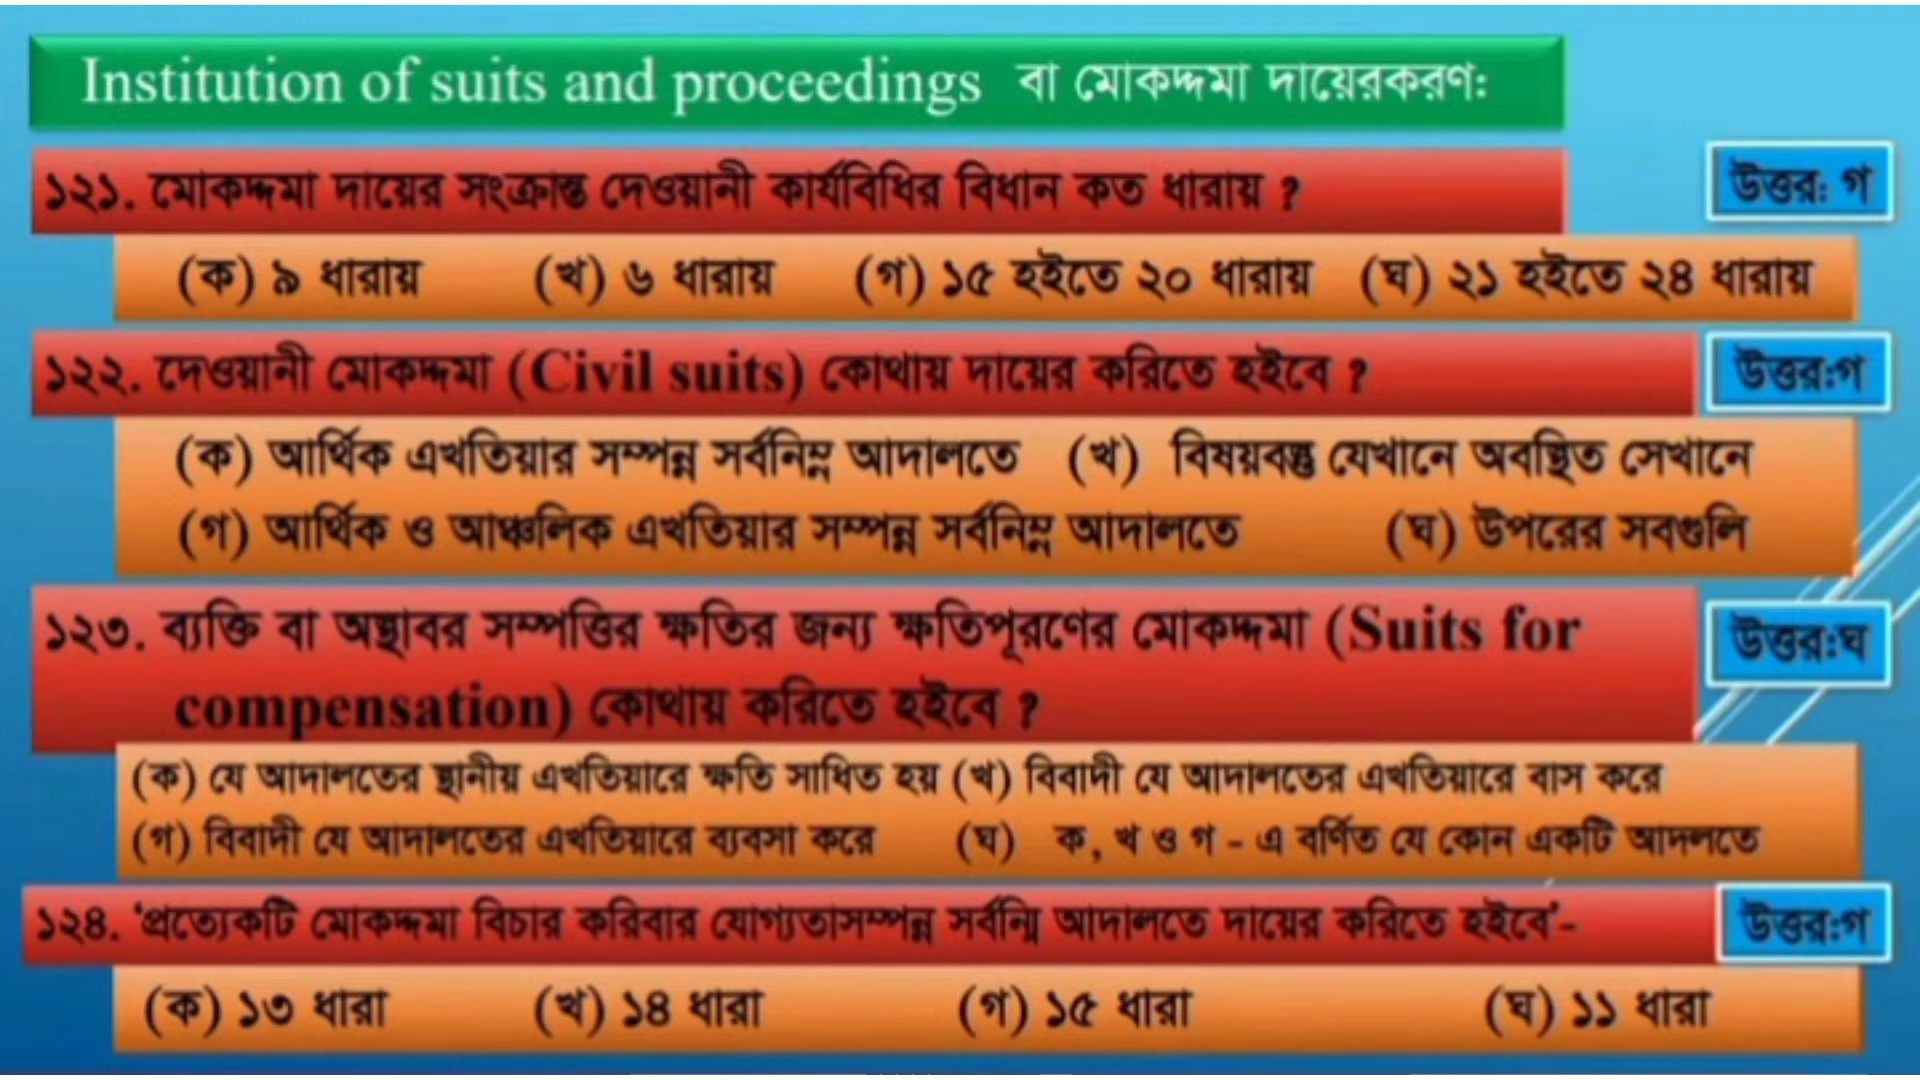 Institution of suits and proceedings বা মোকদ্দমা দায়েরকরণঃ
১২১. মোকদ্দমা দায়ের সংক্রান্ত দেওয়ানী কার্যবিধির বিধান কত ধারায় ?
উত্তর: গ
(ক) ৯ ধারায় (খ) ৬ ধারায় (গ) ১৫ হইতে ২০ ধারায় (ঘ) ২১ হইতে ২৪ ধারায়
১২২. দেওয়ানী মোকদ্দমা (Civil suits) কোথায় দায়ের করিতে হইবে ?
উত্তর:গ
(ক) আর্থিক এখতিয়ার সম্পন্ন সর্বনিম্ন আদালতে (খ) বিষয়বস্তু যেখানে অবস্থিত সেখানে
(গ) আর্থিক ও আঞ্চলিক এখতিয়ার সম্পন্ন সর্বনিম্ন আদালতে (ঘ) উপরের সবগুলি
১২৩. ব্যক্তি বা অস্থাবর সম্পত্তির ক্ষতির জন্য ক্ষতিপূরণের মোকদ্দমা (Suits for
compensation) কোথায় করিতে হইবে ?
উত্তর:ঘ
(ক) যে আদালতের স্থানীয় এখতিয়ারে ক্ষতি সাধিত হয় (খ) বিবাদী যে আদালতের এখতিয়ারে বাস করে
(গ) বিবাদী যে আদালতের এখতিয়ারে ব্যবসা করে (ঘ) ক, খ ও গ - এ বর্ণিত যে কোন একটি আদলতে
১২৪. ‘প্রত্যেকটি মোকদ্দমা বিচার করিবার যোগ্যতাসম্পন্ন সর্বন্মি আদালতে দায়ের করিতে হইবে’-
উত্তর:গ
(ক) ১৩ ধারা (খ) ১৪ ধারা (গ) ১৫ ধারা (ঘ) ১১ ধারা